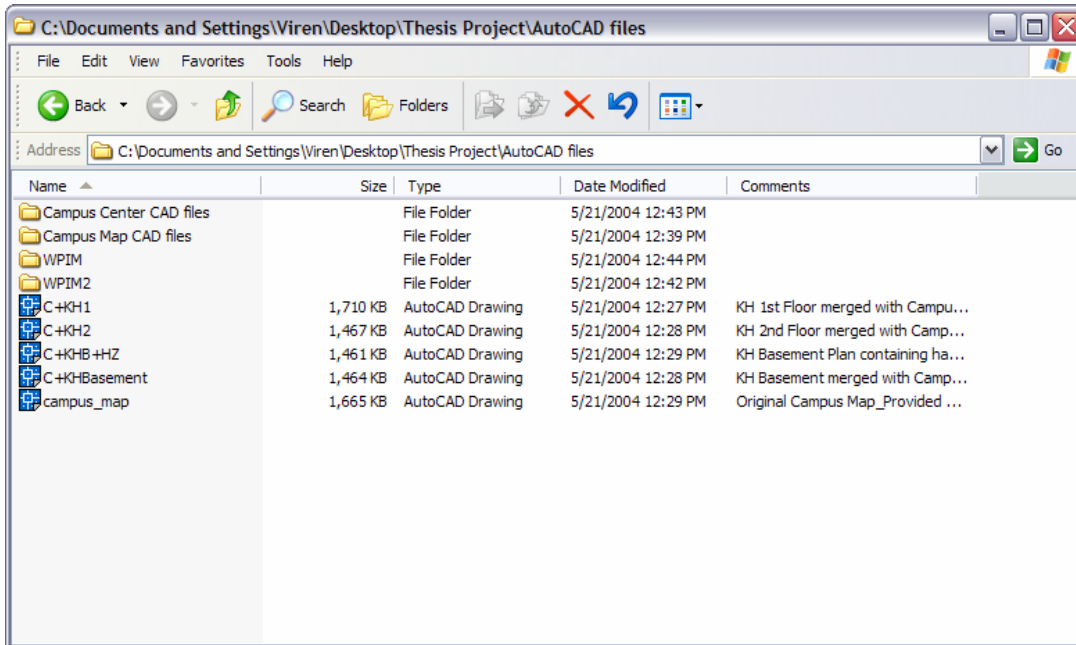 C:\Documents and Settings\Viren\Desktop\Thesis Project\AutoCAD files
File Edit View Favorites Tools Help
Back Search Folders
Address C:\Documents and Settings\Viren\Desktop\Thesis Project\AutoCAD files Go
Name Size Type Date Modified Comments
Campus Center CAD files File Folder 5/21/2004 12:43 PM
Campus Map CAD files File Folder 5/21/2004 12:39 PM
WPIM File Folder 5/21/2004 12:44 PM
WPIM2 File Folder 5/21/2004 12:42 PM
C+KH1 1,710 KB AutoCAD Drawing 5/21/2004 12:27 PM KH 1st Floor merged with Campu...
C+KH2 1,467 KB AutoCAD Drawing 5/21/2004 12:28 PM KH 2nd Floor merged with Camp...
C+KHB+HZ 1,461 KB AutoCAD Drawing 5/21/2004 12:29 PM KH Basement Plan containing ha...
C+KHBasement 1,464 KB AutoCAD Drawing 5/21/2004 12:28 PM KH Basement merged with Camp...
campus_map 1,665 KB AutoCAD Drawing 5/21/2004 12:29 PM Original Campus Map_Provided ...